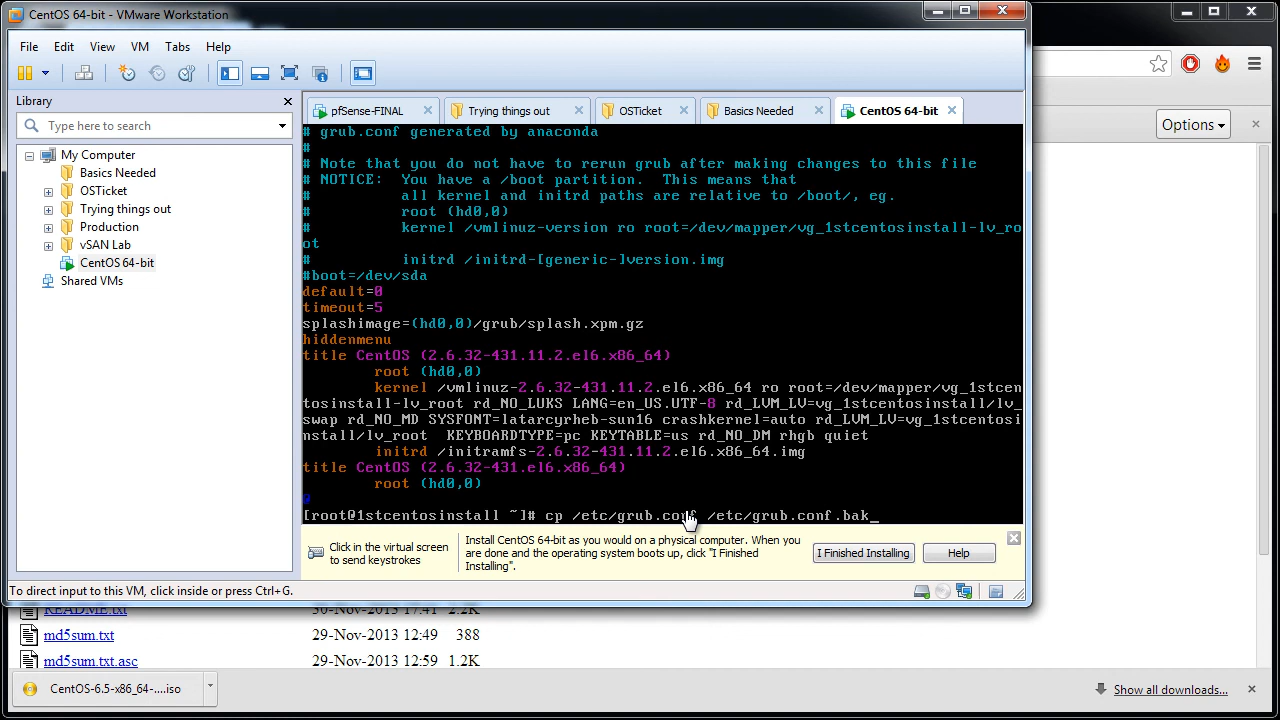 CentOS 64-bit - VMware Workstation
File Edit View VM Tabs Help
Library
Type here to search
My Computer
Basics Needed
OSTicket
Trying things out
Production
vSAN Lab
CentOS 64-bit
Shared VMs
pfSense-FINAL Trying things out OSTicket Basics Needed CentOS 64-bit
# grub.conf generated by anaconda
#
# Note that you do not have to rerun grub after making changes to this file
# NOTICE:  You have a /boot partition.  This means that
#          all kernel and initrd paths are relative to /boot/, eg.
#          root (hd0,0)
#          kernel /vmlinuz-version ro root=/dev/mapper/vg_1stcentosinstall-lv_ro
ot
#          initrd /initrd-[generic-]version.img
#boot=/dev/sda
default=0
timeout=5
splashimage=(hd0,0)/grub/splash.xpm.gz
hiddenmenu
title CentOS (2.6.32-431.11.2.el6.x86_64)
        root (hd0,0)
        kernel /vmlinuz-2.6.32-431.11.2.el6.x86_64 ro root=/dev/mapper/vg_1stcen
tosinstall-lv_root rd_NO_LUKS LANG=en_US.UTF-8 rd_LVM_LV=vg_1stcentosinstall/lv_
swap rd_NO_MD SYSFONT=latarcyrheb-sun16 crashkernel=auto rd_LVM_LV=vg_1stcentosi
nstall/lv_root  KEYBOARDTYPE=pc KEYTABLE=us rd_NO_DM rhgb quiet
        initrd /initramfs-2.6.32-431.11.2.el6.x86_64.img
title CentOS (2.6.32-431.el6.x86_64)
        root (hd0,0)
@
[root@1stcentosinstall ~]# cp /etc/grub.conf /etc/grub.conf.bak_
Click in the virtual screen
to send keystrokes
Install CentOS 64-bit as you would on a physical computer. When you
are done and the operating system boots up, click "I Finished
Installing".
I Finished Installing
Help
To direct input to this VM, click inside or press Ctrl+G.
Options
README.txt 30-Nov-2013 17:41 2.2K
md5sum.txt 29-Nov-2013 12:49 388
md5sum.txt.asc 29-Nov-2013 12:59 1.2K
CentOS-6.5-x86_64-....iso
Show all downloads...